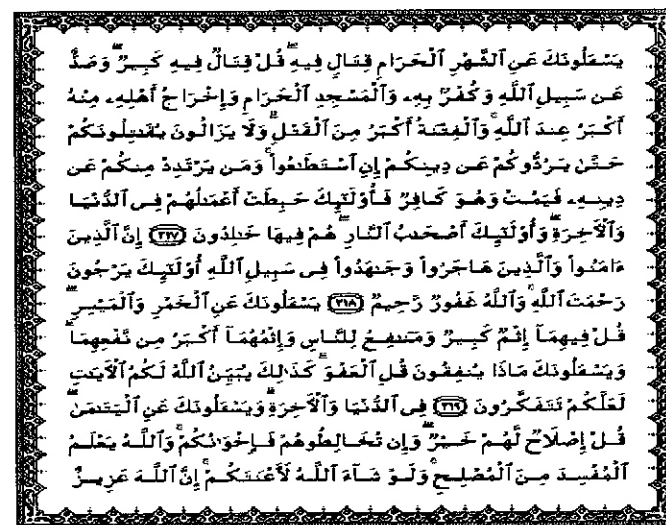 يَسْـَٔلُونَكَ عَنِ ٱلشَّهْرِ ٱلْحَرَامِ قِتَالٍ فِيهِ ۖ قُلْ قِتَالٌ فِيهِ كَبِيرٌ ۖ وَصَدٌّ
عَن سَبِيلِ ٱللَّهِ وَكُفْرٌۢ بِهِۦ وَٱلْمَسْجِدِ ٱلْحَرَامِ وَإِخْرَاجُ أَهْلِهِۦ مِنْهُ
أَكْبَرُ عِندَ ٱللَّهِ ۚ وَٱلْفِتْنَةُ أَكْبَرُ مِنَ ٱلْقَتْلِ ۗ وَلَا يَزَالُونَ يُقَٰتِلُونَكُمْ
حَتَّىٰ يَرُدُّوكُمْ عَن دِينِكُمْ إِنِ ٱسْتَطَٰعُوا۟ ۚ وَمَن يَرْتَدِدْ مِنكُمْ عَن
دِينِهِۦ فَيَمُتْ وَهُوَ كَافِرٌ فَأُو۟لَٰٓئِكَ حَبِطَتْ أَعْمَٰلُهُمْ فِى ٱلدُّنْيَا
وَٱلْءَاخِرَةِ ۖ وَأُو۟لَٰٓئِكَ أَصْحَٰبُ ٱلنَّارِ ۖ هُمْ فِيهَا خَٰلِدُونَ ٢١٧ إِنَّ ٱلَّذِينَ
ءَامَنُوا۟ وَٱلَّذِينَ هَاجَرُوا۟ وَجَٰهَدُوا۟ فِى سَبِيلِ ٱللَّهِ أُو۟لَٰٓئِكَ يَرْجُونَ
رَحْمَتَ ٱللَّهِ ۚ وَٱللَّهُ غَفُورٌ رَّحِيمٌ ٢١٨ يَسْـَٔلُونَكَ عَنِ ٱلْخَمْرِ وَٱلْمَيْسِرِ ۖ
قُلْ فِيهِمَآ إِثْمٌ كَبِيرٌ وَمَنَٰفِعُ لِلنَّاسِ وَإِثْمُهُمَآ أَكْبَرُ مِن نَّفْعِهِمَا ۗ
وَيَسْـَٔلُونَكَ مَاذَا يُنفِقُونَ قُلِ ٱلْعَفْوَ ۗ كَذَٰلِكَ يُبَيِّنُ ٱللَّهُ لَكُمُ ٱلْءَايَٰتِ
لَعَلَّكُمْ تَتَفَكَّرُونَ ٢١٩ فِى ٱلدُّنْيَا وَٱلْءَاخِرَةِ ۗ وَيَسْـَٔلُونَكَ عَنِ ٱلْيَتَٰمَىٰ ۖ
قُلْ إِصْلَاحٌ لَّهُمْ خَيْرٌ ۖ وَإِن تُخَالِطُوهُمْ فَإِخْوَٰنُكُمْ ۚ وَٱللَّهُ يَعْلَمُ
ٱلْمُفْسِدَ مِنَ ٱلْمُصْلِحِ ۚ وَلَوْ شَآءَ ٱللَّهُ لَأَعْنَتَكُمْ ۚ إِنَّ ٱللَّهَ عَزِيزٌ